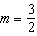 m = 3/2